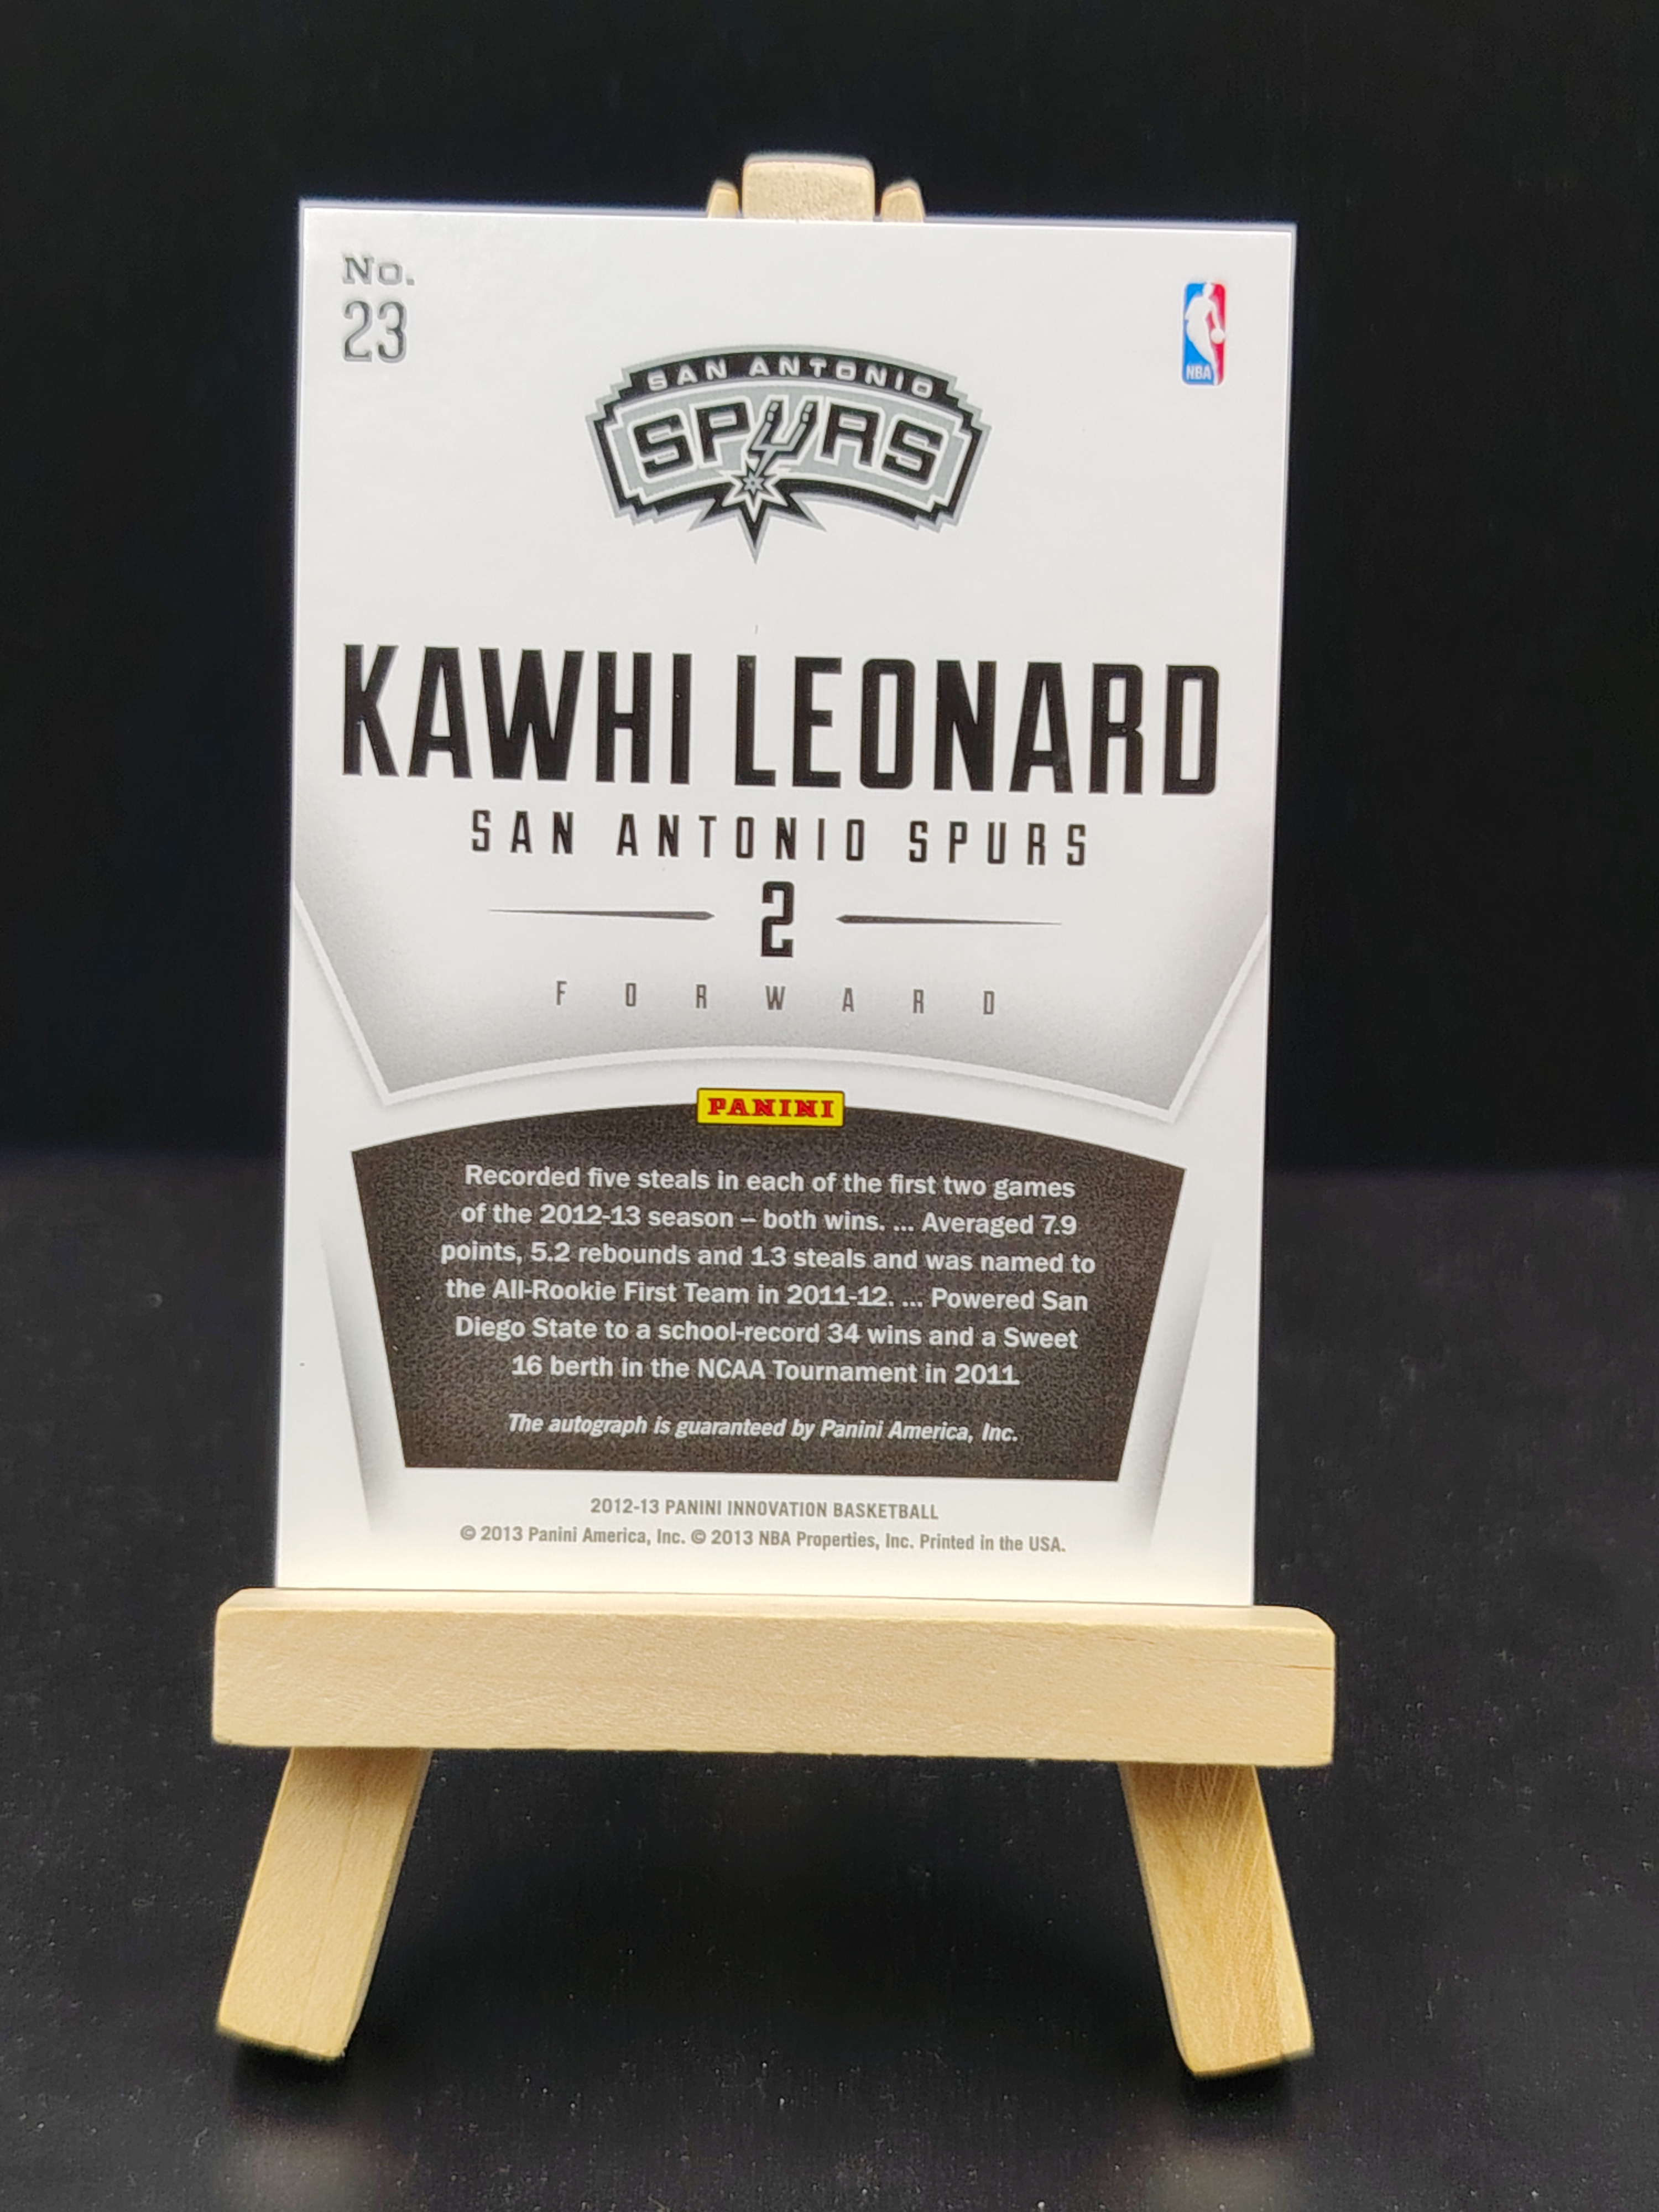 No.
23
NBA
SAN ANTONIO
SPURS
KAWHI LEONARD
SAN ANTONIO SPURS
2
FORWARD
PANINI
Recorded five steals in each of the first two games
of the 2012-13 season – both wins. ... Averaged 7.9
points, 5.2 rebounds and 1.3 steals and was named to
the All-Rookie First Team in 2011-12. ... Powered San
Diego State to a school-record 34 wins and a Sweet
16 berth in the NCAA Tournament in 2011.
The autograph is guaranteed by Panini America, Inc.
2012-13 PANINI INNOVATION BASKETBALL
© 2013 Panini America, Inc. © 2013 NBA Properties, Inc. Printed in the USA.